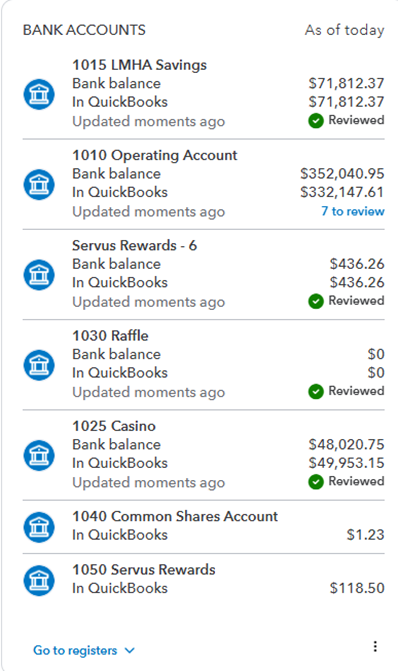 BANK ACCOUNTS As of today
1015 LMHA Savings
Bank balance $71,812.37
In QuickBooks $71,812.37
Updated moments ago Reviewed
1010 Operating Account
Bank balance $352,040.95
In QuickBooks $332,147.61
Updated moments ago 7 to review
Servus Rewards - 6
Bank balance $436.26
In QuickBooks $436.26
Updated moments ago Reviewed
1030 Raffle
Bank balance $0
In QuickBooks $0
Updated moments ago Reviewed
1025 Casino
Bank balance $48,020.75
In QuickBooks $49,953.15
Updated moments ago Reviewed
1040 Common Shares Account
In QuickBooks $1.23
1050 Servus Rewards
In QuickBooks $118.50
Go to registers